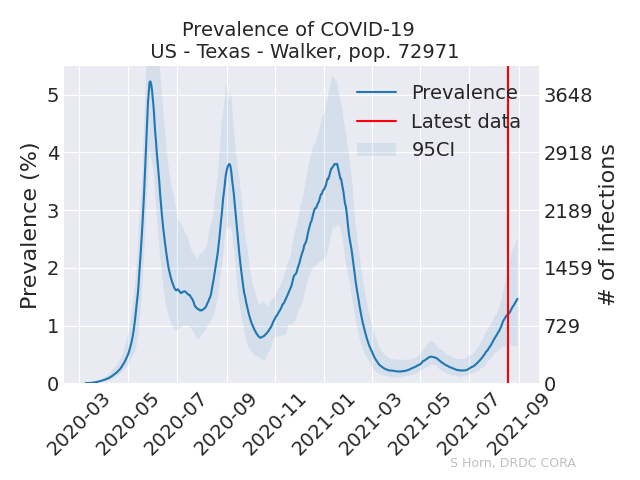 Prevalence of COVID-19
US - Texas - Walker, pop. 72971
Prevalence (%)
5
4
3
2
1
0
Prevalence
Latest data
95CI
3648
2918
2189
1459
729
0
# of infections
2020-03
2020-05
2020-07
2020-09
2020-11
2021-01
2021-03
2021-05
2021-07
2021-09
S Horn, DRDC CORA